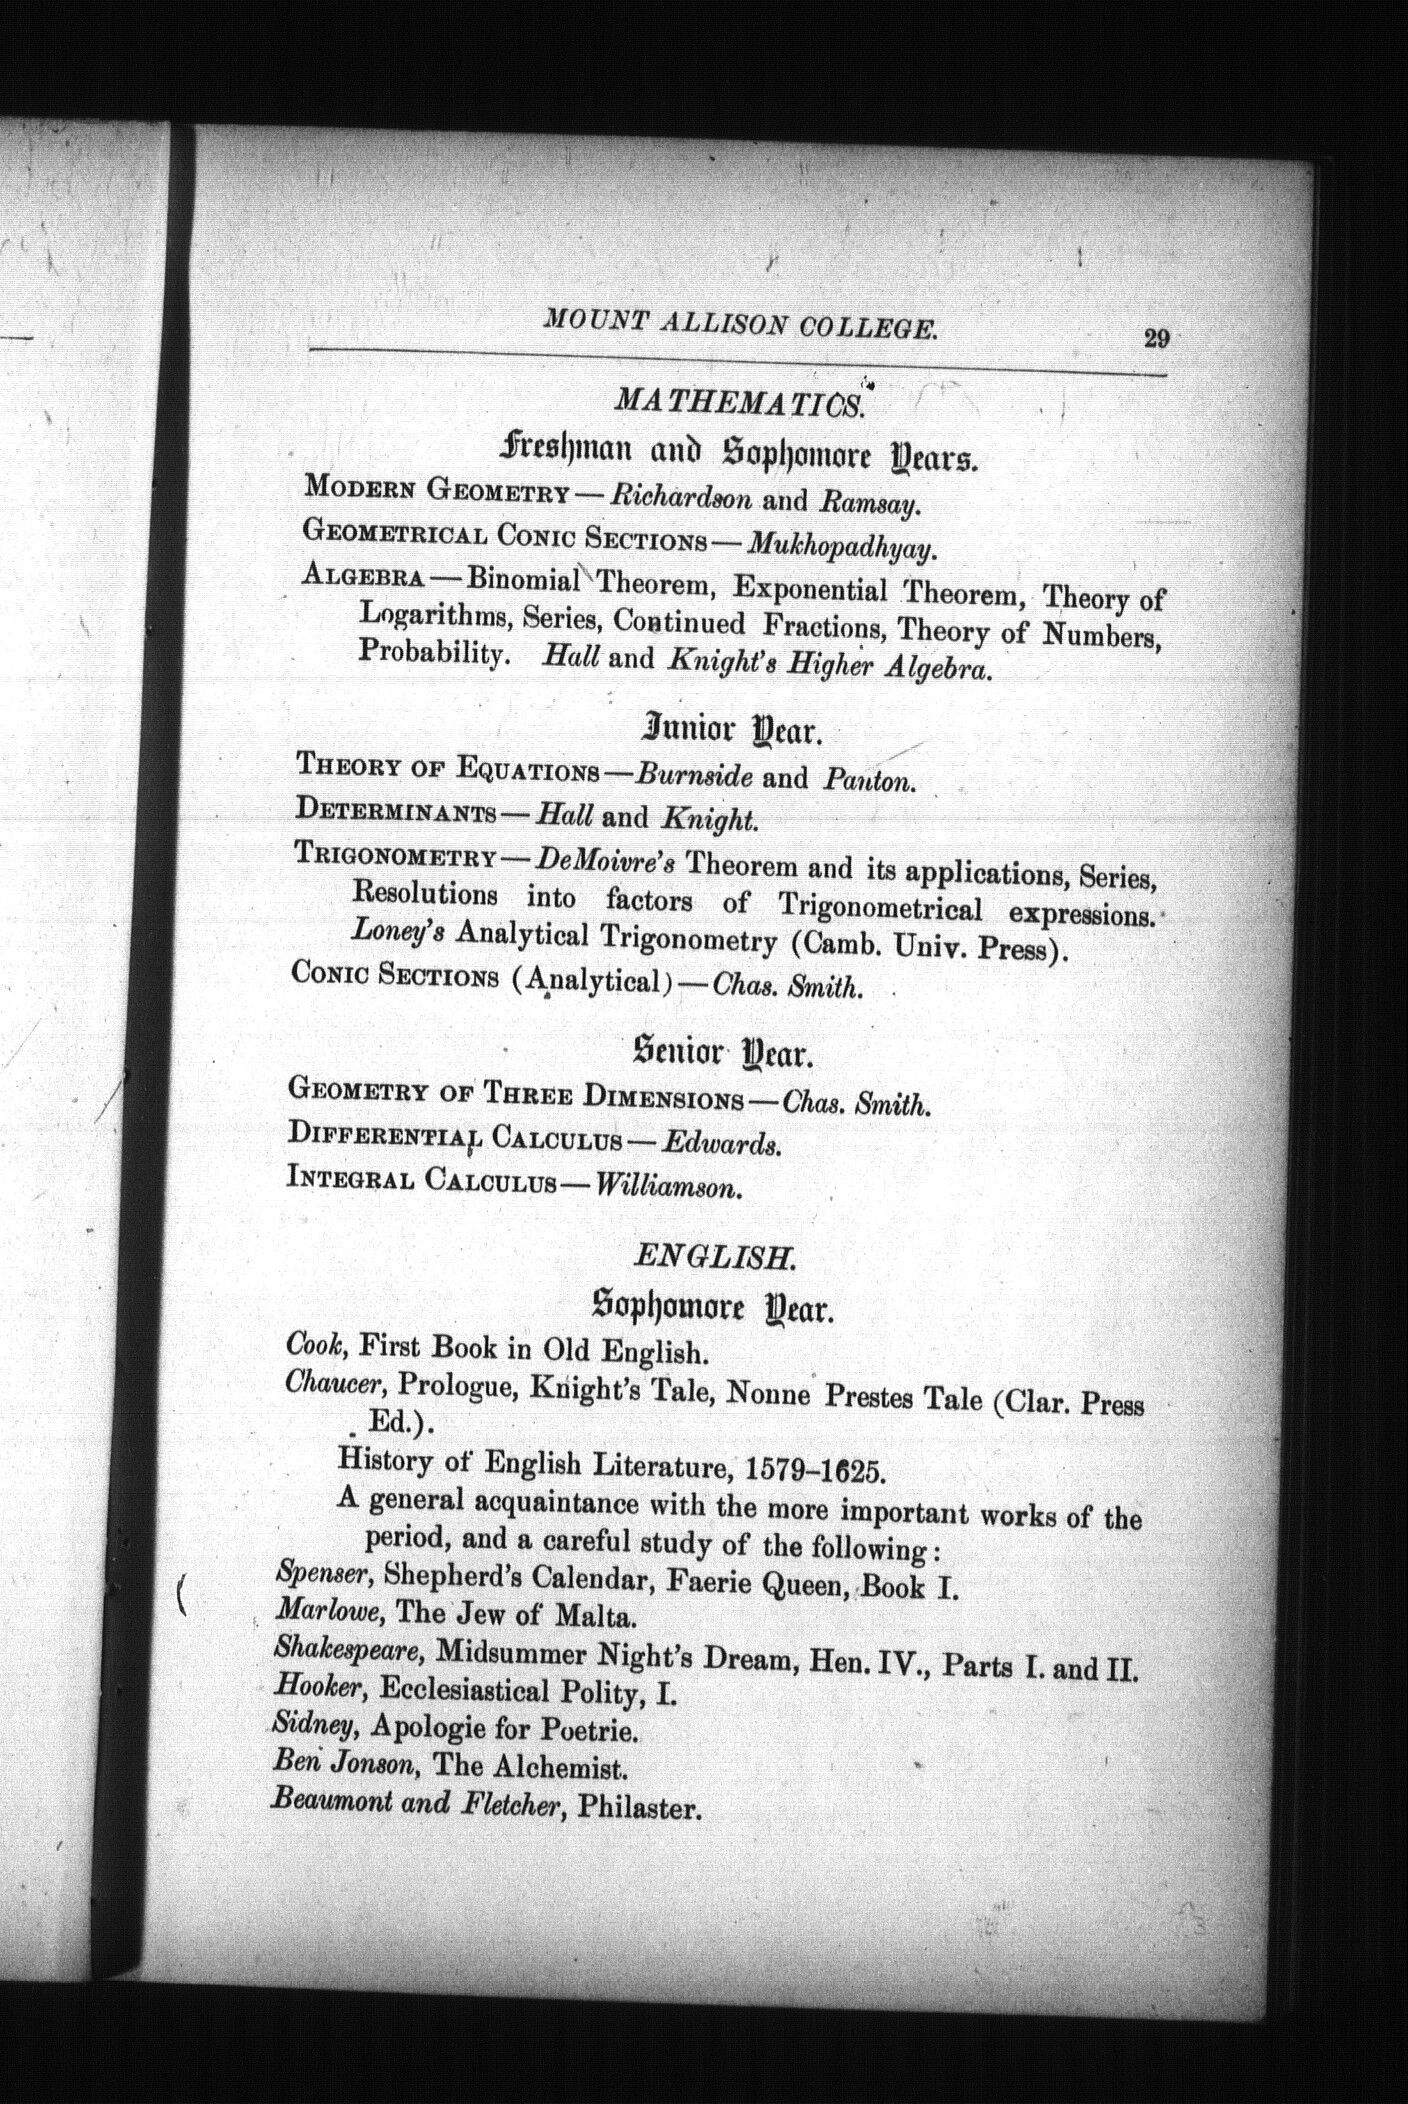 MOUNT ALLISON COLLEGE. 29
MATHEMATICS.
Freshman and Sophomore Years.
MODERN GEOMETRY—Richardson and Ramsay.
GEOMETRICAL CONIC SECTIONS—Mukhopadhyay.
ALGEBRA—Binomial Theorem, Exponential Theorem, Theory of
Logarithms, Series, Continued Fractions, Theory of Numbers,
Probability. Hall and Knight's Higher Algebra.
Junior Year.
THEORY OF EQUATIONS—Burnside and Panton.
DETERMINANTS—Hall and Knight.
TRIGONOMETRY—DeMoivre's Theorem and its applications, Series,
Resolutions into factors of Trigonometrical expressions.
Loney's Analytical Trigonometry (Camb. Univ. Press).
CONIC SECTIONS (Analytical)—Chas. Smith.
Senior Year.
GEOMETRY OF THREE DIMENSIONS—Chas. Smith.
DIFFERENTIAL CALCULUS—Edwards.
INTEGRAL CALCULUS—Williamson.
ENGLISH.
Sophomore Year.
Cook, First Book in Old English.
Chaucer, Prologue, Knight's Tale, Nonne Prestes Tale (Clar. Press
Ed.).
History of English Literature, 1579–1625.
A general acquaintance with the more important works of the
period, and a careful study of the following:
Spenser, Shepherd's Calendar, Faerie Queen, Book I.
Marlowe, The Jew of Malta.
Shakespeare, Midsummer Night's Dream, Hen. IV., Parts I. and II.
Hooker, Ecclesiastical Polity, I.
Sidney, Apologie for Poetrie.
Ben Jonson, The Alchemist.
Beaumont and Fletcher, Philaster.